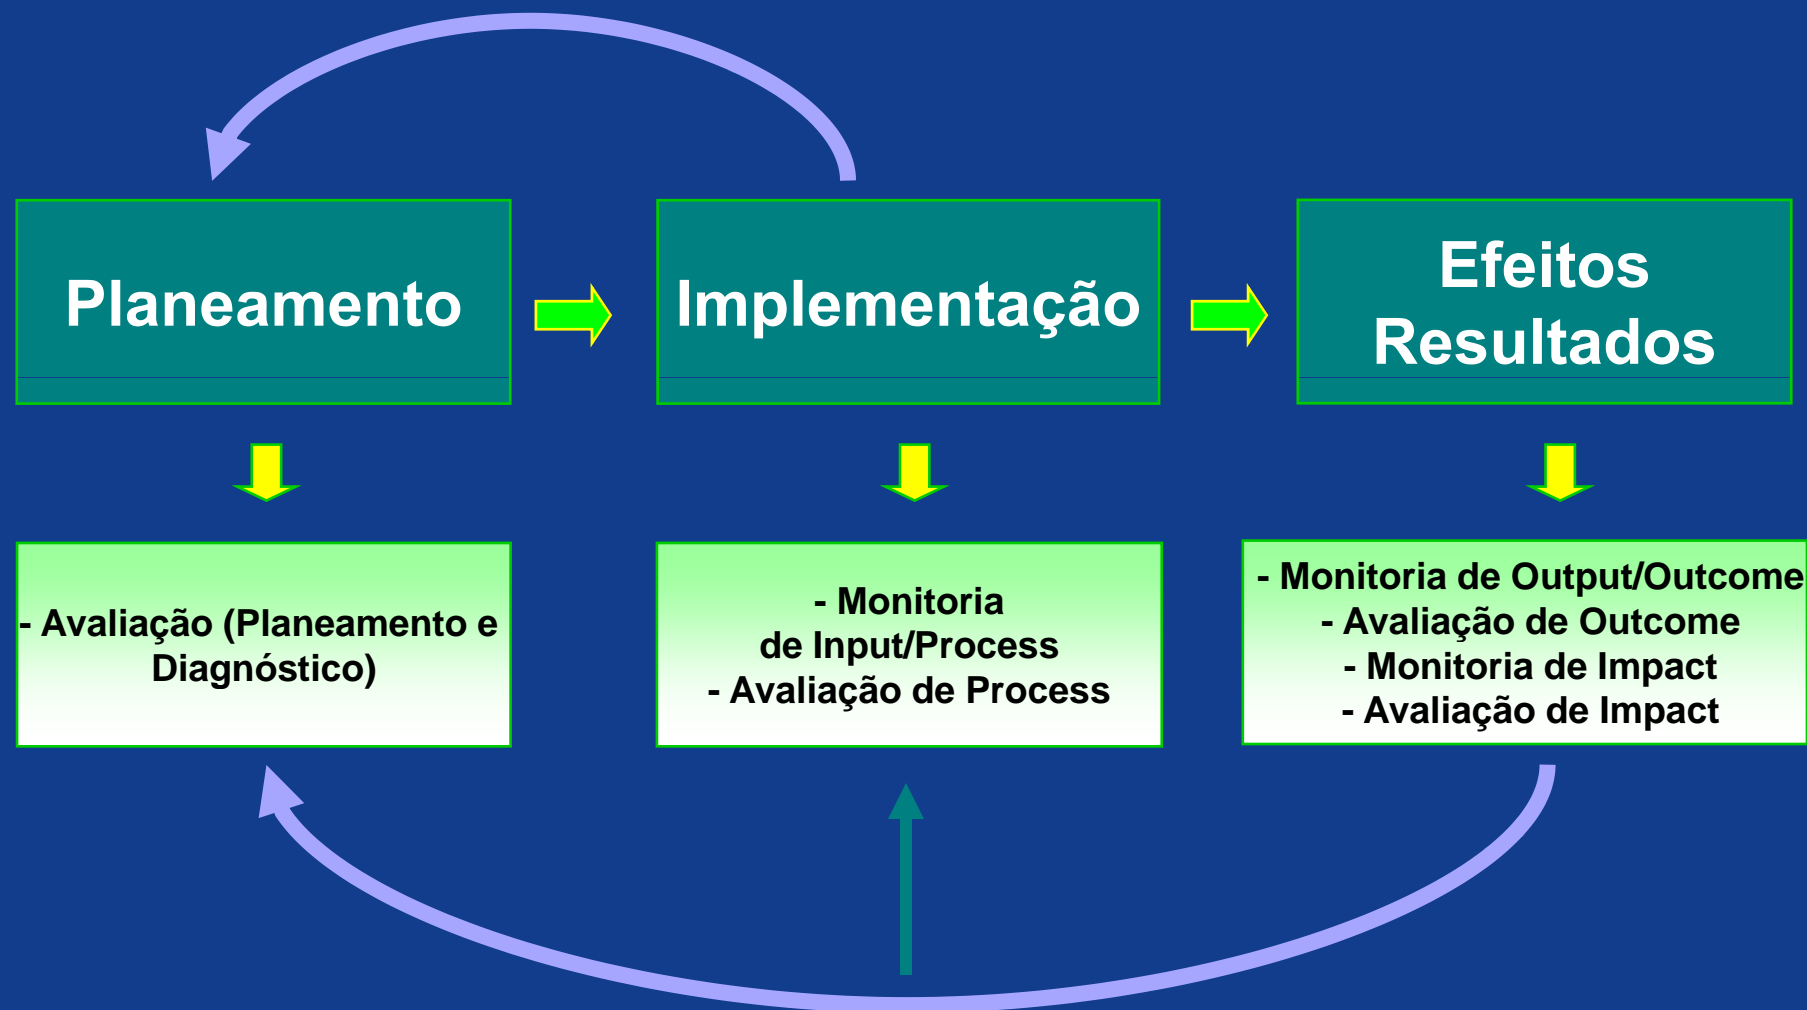 Planeamento
Implementação
Efeitos
Resultados
- Avaliação (Planeamento e
Diagnóstico)
- Monitoria
de Input/Process
- Avaliação de Process
- Monitoria de Output/Outcome
- Avaliação de Outcome
- Monitoria de Impact
- Avaliação de Impact